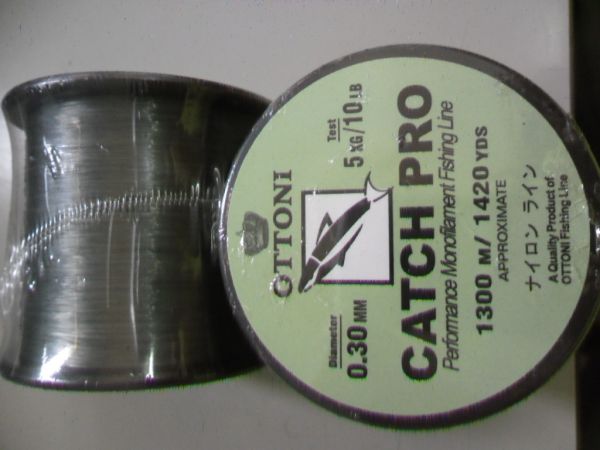 OTTONI
Diameter
0.30 MM
Test
5 KG/10 LB
CATCH PRO
Performance Monofilament Fishing Line
1300 M/ 1420 YDS
APPROXIMATE
ナイロン ライン
A Quality Product of
OTTONI Fishing Line